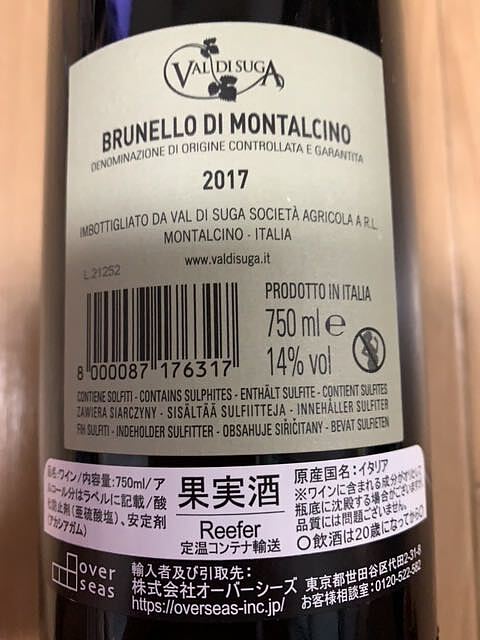 VAL DI SUGA
BRUNELLO DI MONTALCINO
DENOMINAZIONE DI ORIGINE CONTROLLATA E GARANTITA
2017
IMBOTTIGLIATO DA VAL DI SUGA SOCIETÀ AGRICOLA A R.L.
MONTALCINO - ITALIA
www.valdisuga.it
L.21252
PRODOTTO IN ITALIA
750 ml e
14% vol
8 000087 176317
CONTIENE SOLFITI - CONTAINS SULPHITES - ENTHÄLT SULFITE - CONTIENT SULFITES
ZAWIERA SIARCZYNY - SISÄLTÄÄ SULFIITTEJA - INNEHÅLLER SULFITER
RH SULFITI - INDEHOLDER SULFITTER - OBSAHUJE SIŘIČITANY - BEVAT SULFIETEN
品名:ワイン/内容量:750ml/ア
ルコール分はラベルに記載/酸
化防止剤(亜硫酸塩)、安定剤
(アカシアガム)
果実酒
Reefer
定温コンテナ輸送
原産国名:イタリア
※ワインに含まれる成分が
瓶底に沈殿する場合がございます
品質には問題ございません。
〇飲酒は20歳になってから〇
over
seas
輸入者及び引取先:
株式会社オーバーシーズ
https://overseas-inc.jp/
東京都世田谷区代田2-31-8
お客様相談室:0120-522-582